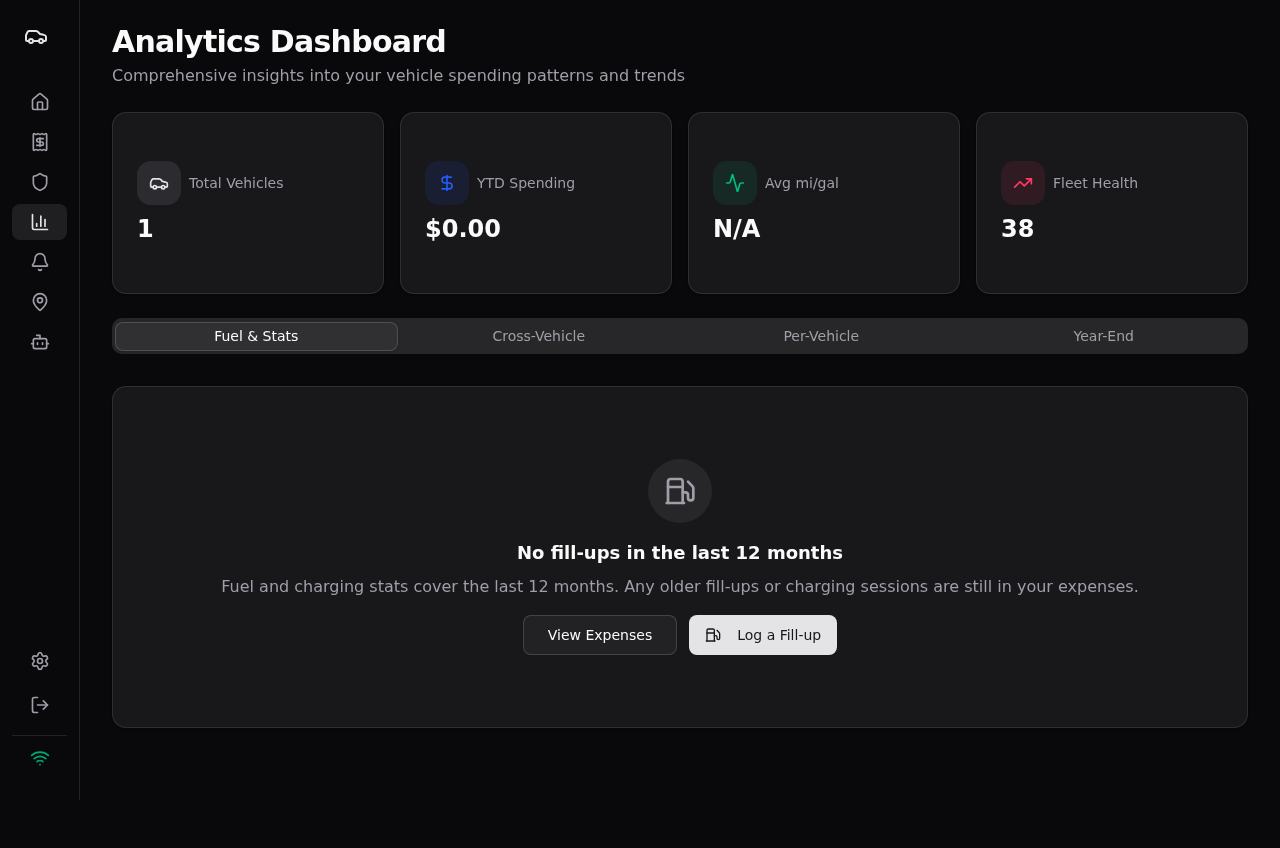 Analytics Dashboard
Comprehensive insights into your vehicle spending patterns and trends
Total Vehicles
1
YTD Spending
$0.00
Avg mi/gal
N/A
Fleet Health
38
Fuel & Stats
Cross-Vehicle
Per-Vehicle
Year-End
No fill-ups in the last 12 months
Fuel and charging stats cover the last 12 months. Any older fill-ups or charging sessions are still in your expenses.
View Expenses
Log a Fill-up